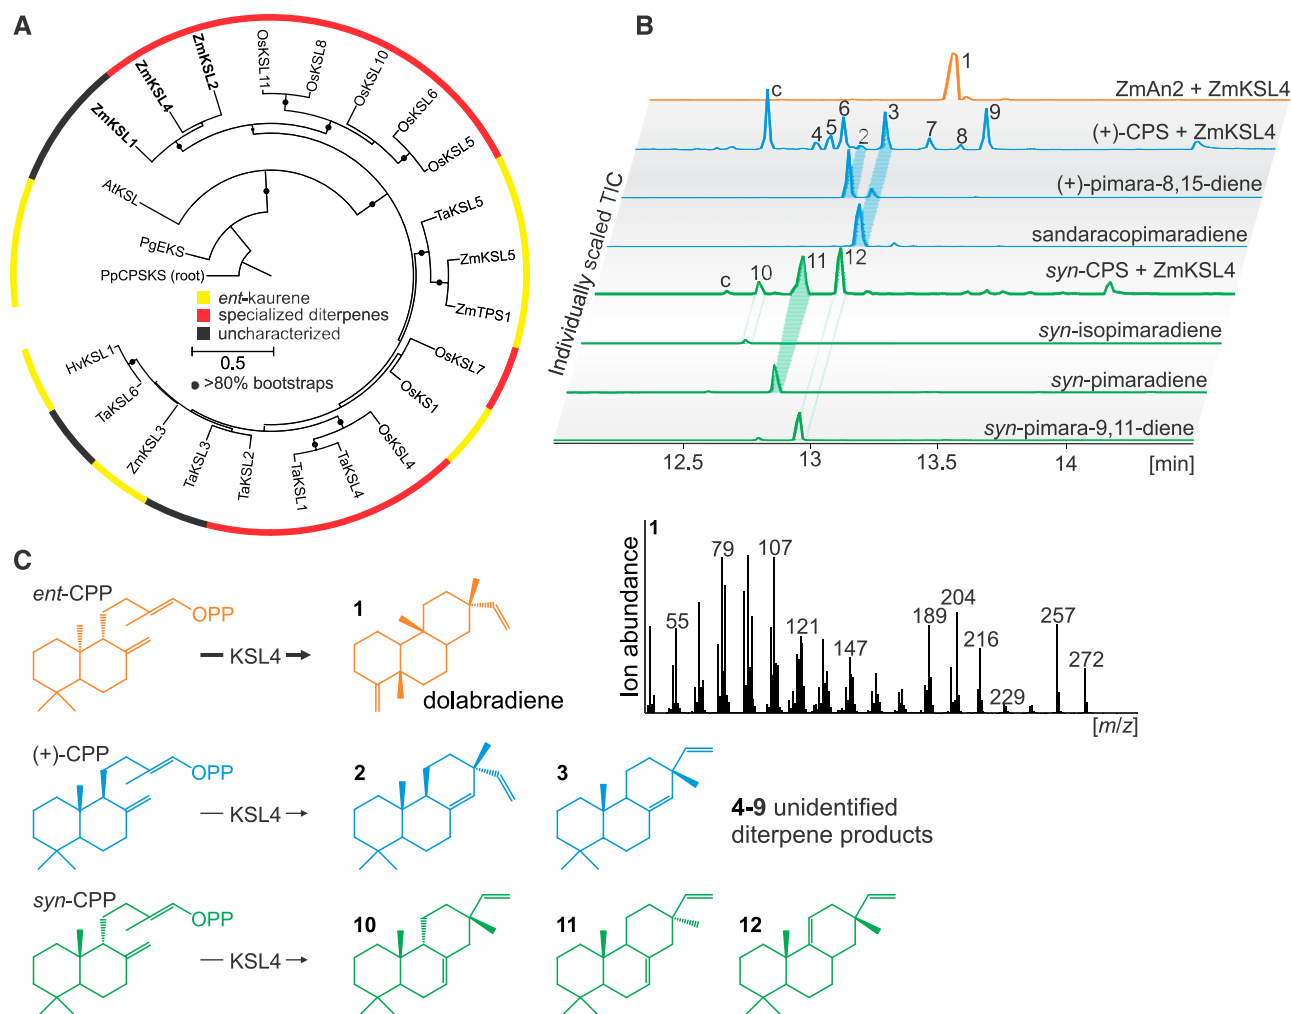 A
ZmKSL1
ZmKSL4
ZmKSL2
OsKSL11
OsKSL8
OsKSL10
OsKSL6
OsKSL5
AtKSL
PgEKS
PpCPSKS (root)
TaKSL5
ZmKSL5
ZmTPS1
ent-kaurene
specialized diterpenes
uncharacterized
0.5
>80% bootstraps
HvKSL1
TaKSL6
ZmKSL3
TaKSL3
TaKSL2
TaKSL1
TaKSL4
OsKSL4
OsKS1
OsKSL7
B
Individually scaled TIC
1
ZmAn2 + ZmKSL4
c 4 5 6 2 3 7 8 9
(+)-CPS + ZmKSL4
(+)-pimara-8,15-diene
sandaracopimaradiene
c 10 11 12
syn-CPS + ZmKSL4
syn-isopimaradiene
syn-pimaradiene
syn-pimara-9,11-diene
12.5 13 13.5 14 [min]
C
ent-CPP
OPP
KSL4
1
dolabradiene
1
Ion abundance
55 79 107 121 147 189 204 216 229 257 272
[m/z]
(+)-CPP
OPP
KSL4
2
3
4-9 unidentified
diterpene products
syn-CPP
OPP
KSL4
10
11
12